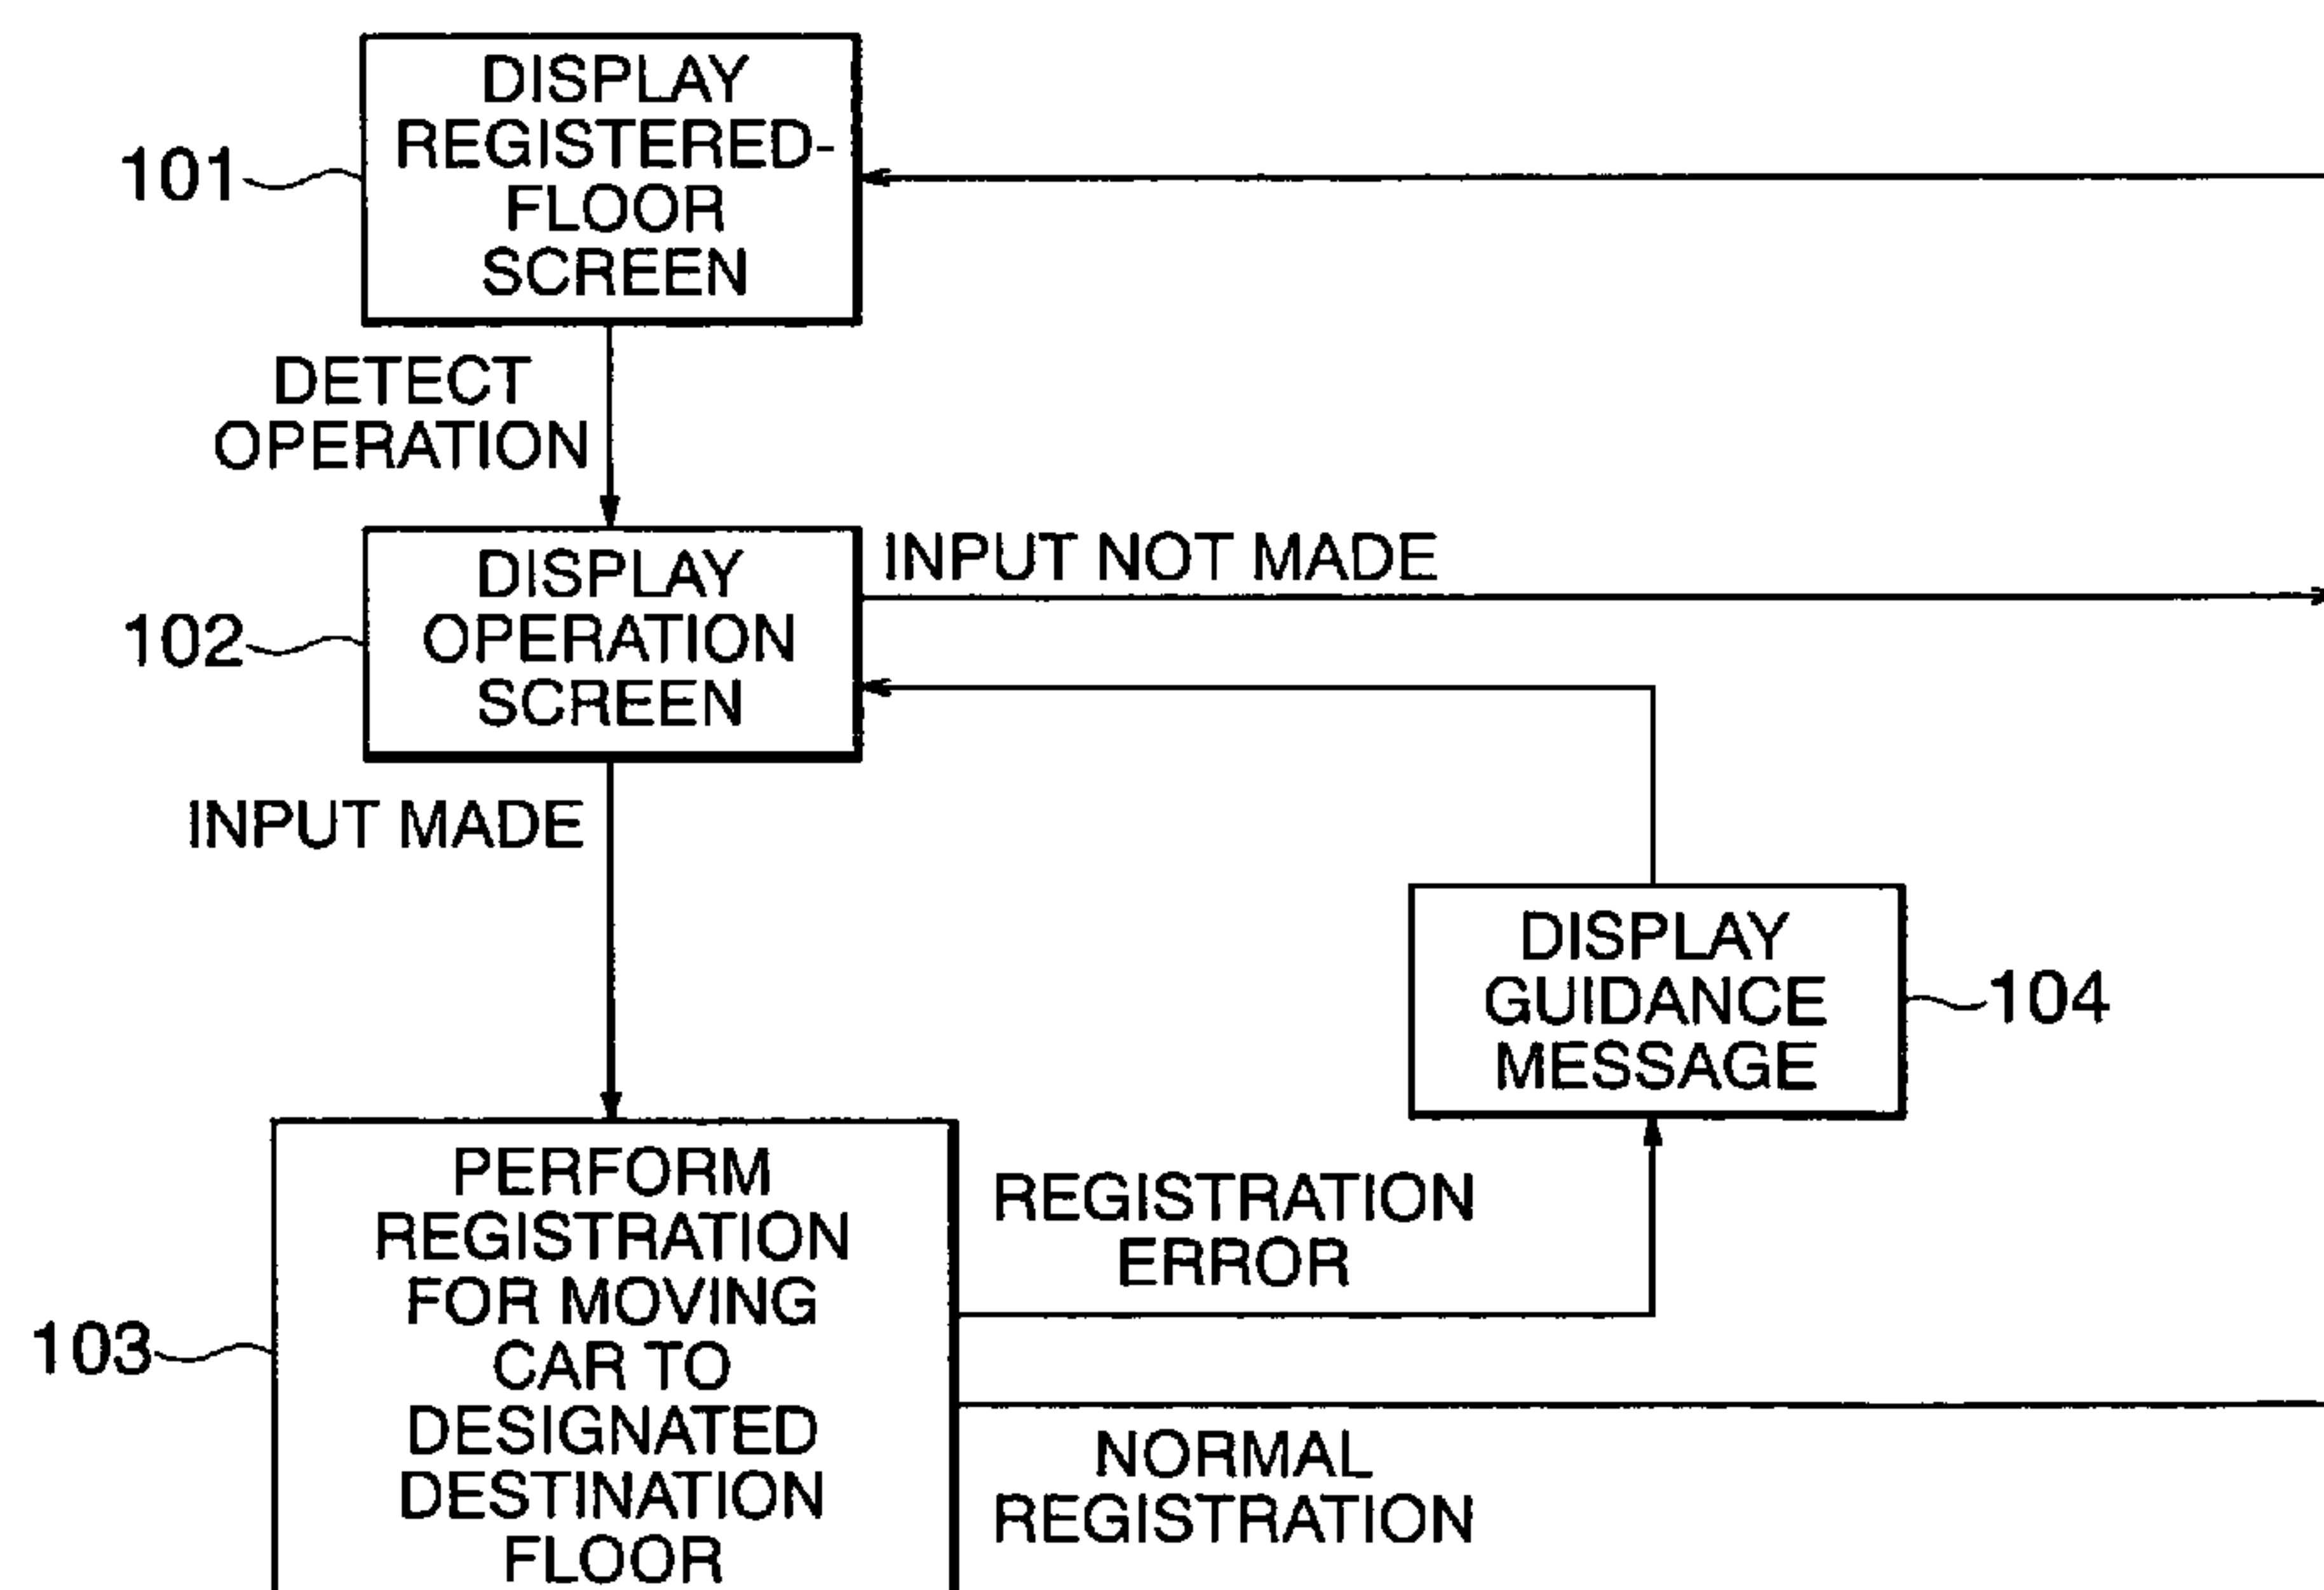 DISPLAY
REGISTERED-
FLOOR
SCREEN
101
DETECT
OPERATION
DISPLAY
OPERATION
SCREEN
102
INPUT NOT MADE
INPUT MADE
DISPLAY
GUIDANCE
MESSAGE
104
PERFORM
REGISTRATION
FOR MOVING
CAR TO
DESIGNATED
DESTINATION
FLOOR
103
REGISTRATION
ERROR
NORMAL
REGISTRATION